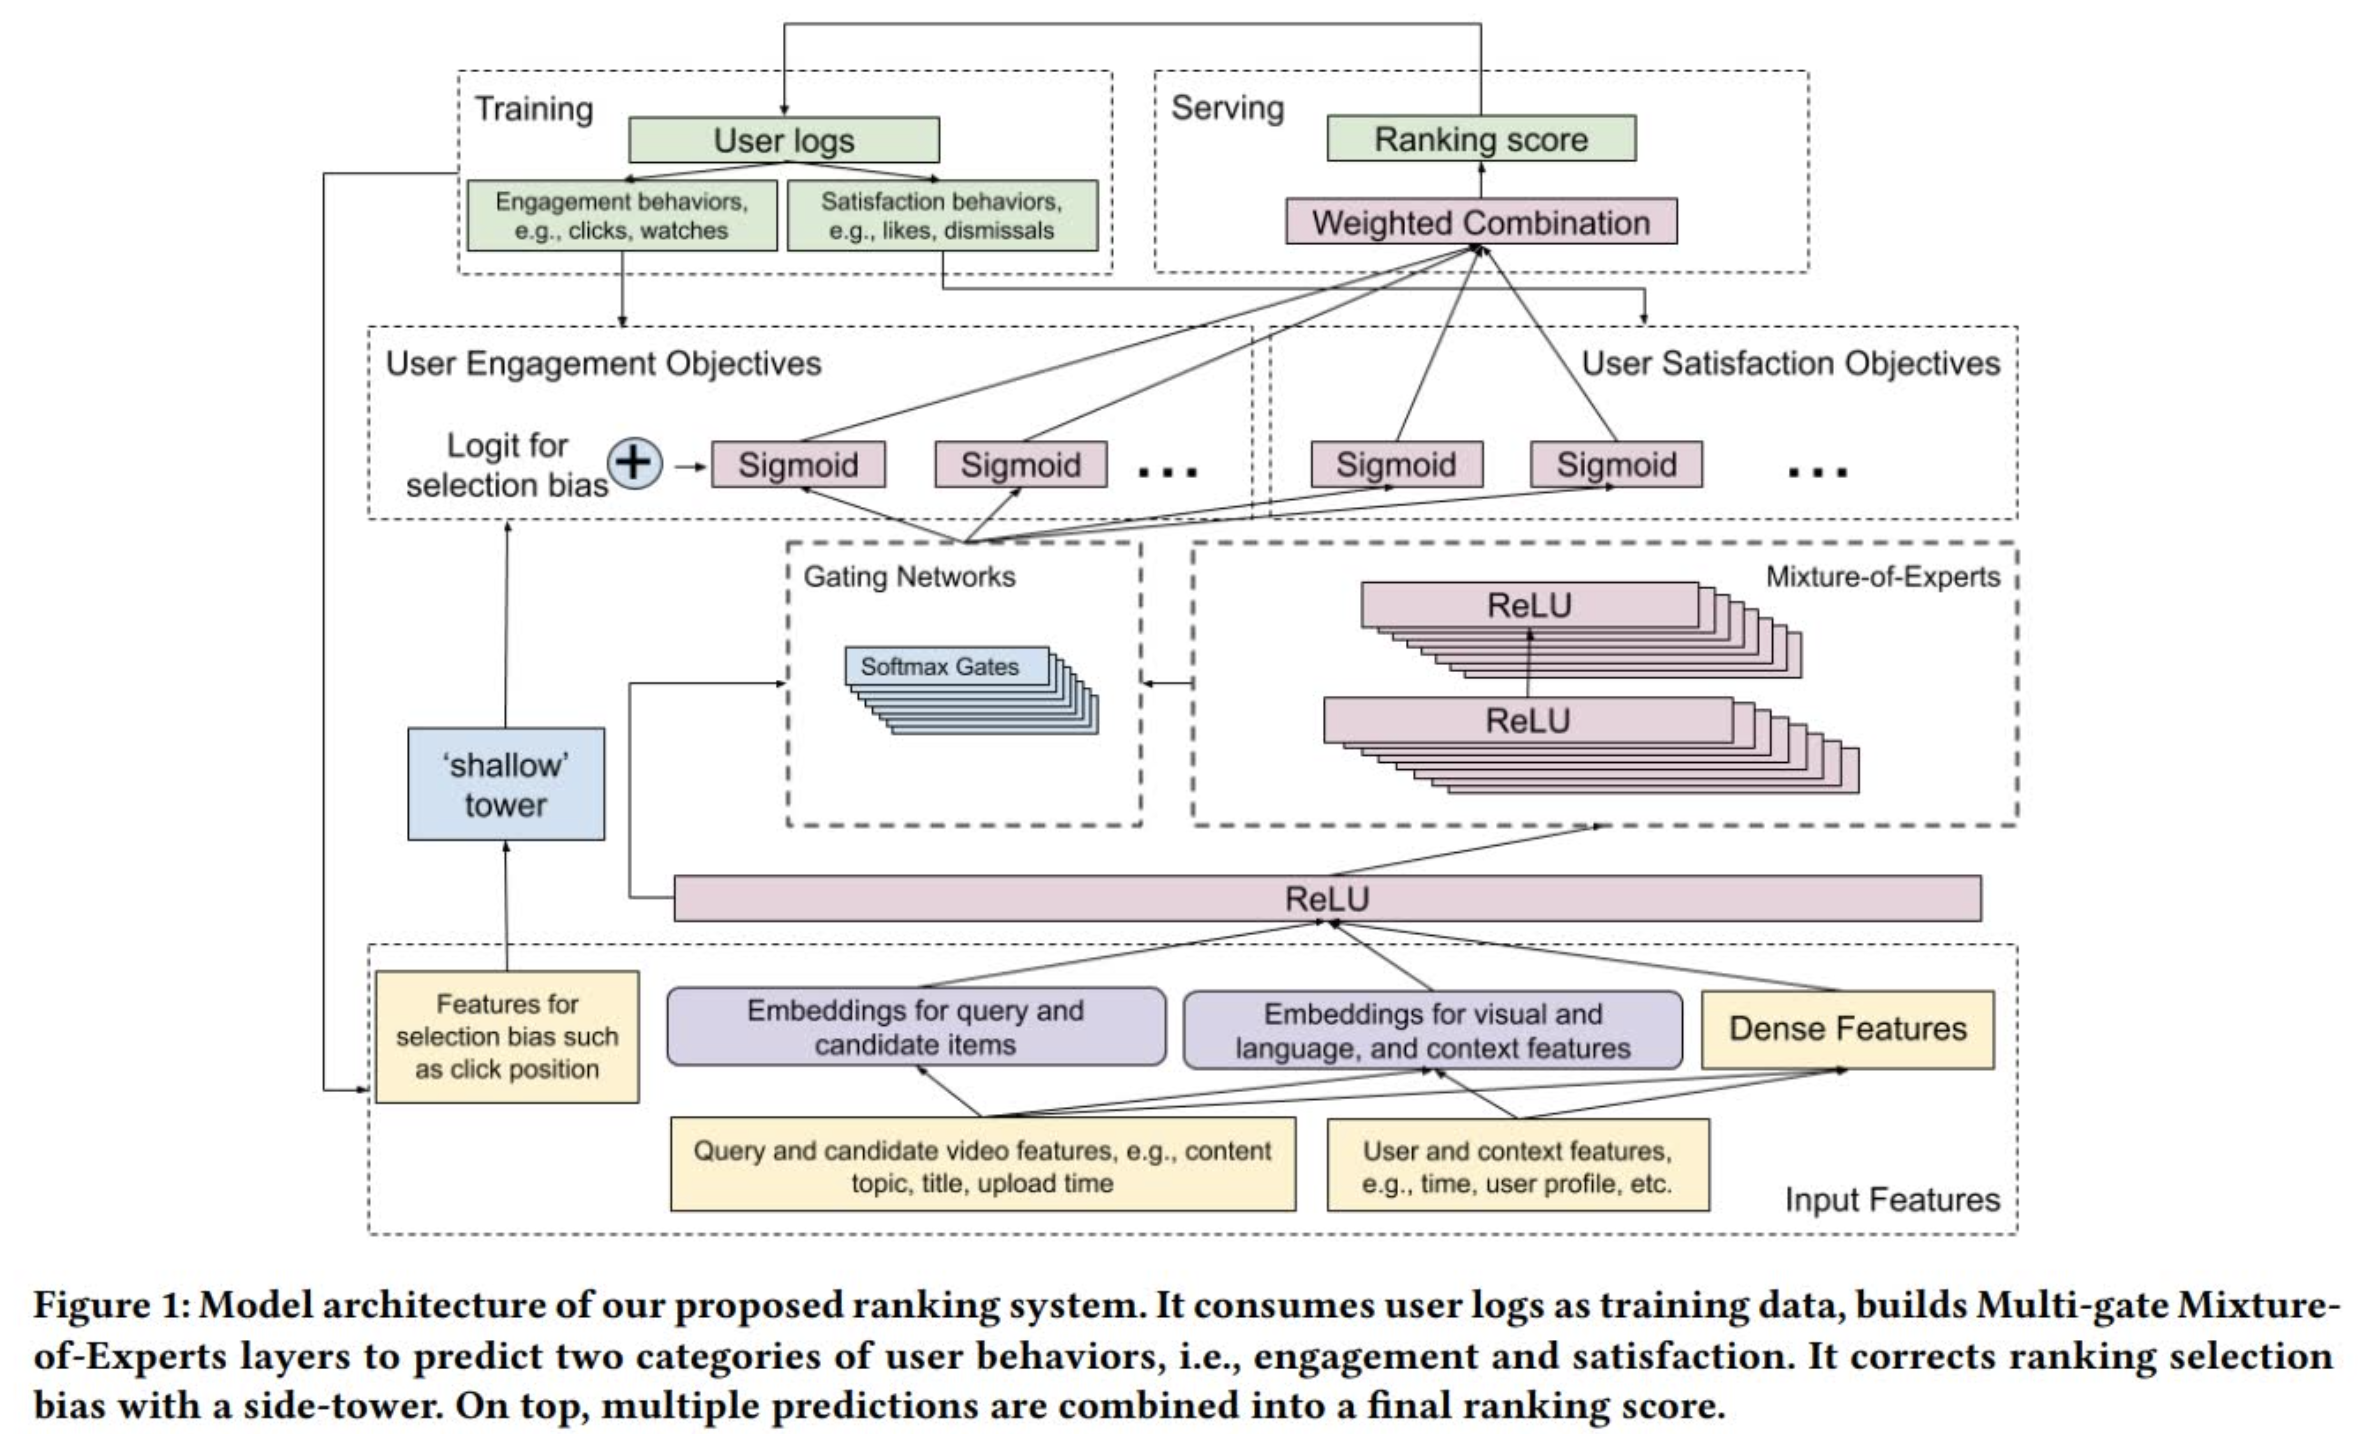 Training
User logs
Engagement behaviors,
e.g., clicks, watches
Satisfaction behaviors,
e.g., likes, dismissals
Serving
Ranking score
Weighted Combination
User Engagement Objectives
Logit for
selection bias
+
Sigmoid
Sigmoid
...
User Satisfaction Objectives
Sigmoid
Sigmoid
...
Gating Networks
Softmax Gates
Mixture-of-Experts
ReLU
ReLU
‘shallow’
tower
ReLU
Features for
selection bias such
as click position
Embeddings for query and
candidate items
Embeddings for visual and
language, and context features
Dense Features
Query and candidate video features, e.g., content
topic, title, upload time
User and context features,
e.g., time, user profile, etc.
Input Features
Figure 1: Model architecture of our proposed ranking system. It consumes user logs as training data, builds Multi-gate Mixture-
of-Experts layers to predict two categories of user behaviors, i.e., engagement and satisfaction. It corrects ranking selection
bias with a side-tower. On top, multiple predictions are combined into a final ranking score.